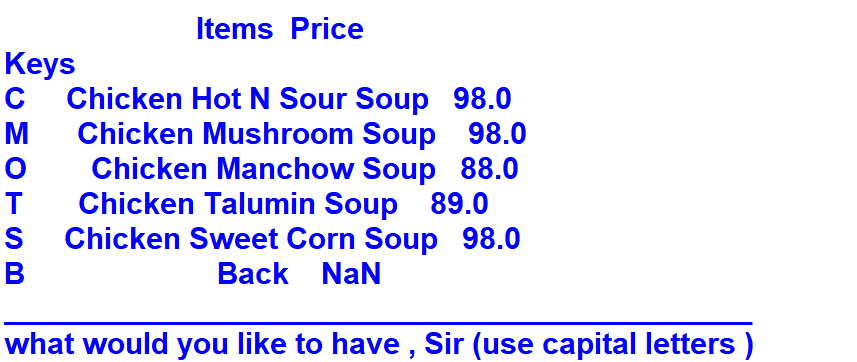 Items Price
Keys
C Chicken Hot N Sour Soup 98.0
M Chicken Mushroom Soup 98.0
O Chicken Manchow Soup 88.0
T Chicken Talumin Soup 89.0
S Chicken Sweet Corn Soup 98.0
B Back NaN
what would you like to have , Sir (use capital letters )